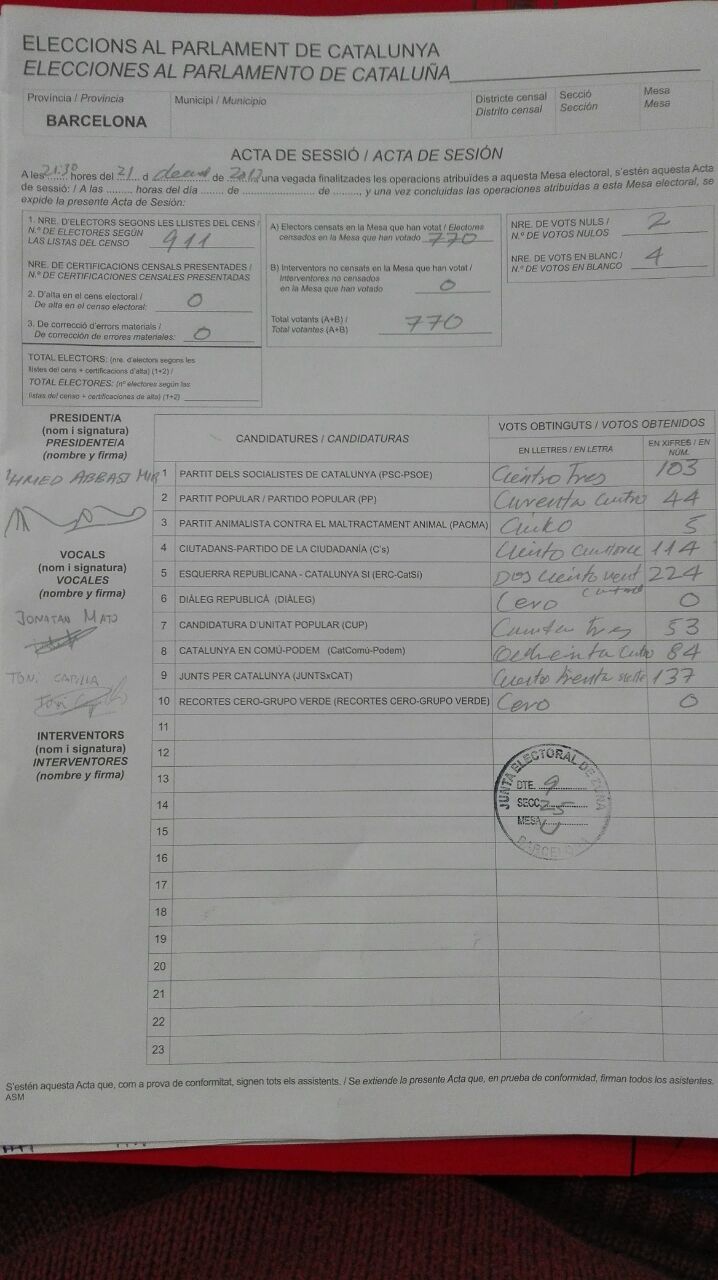 ELECCIONS AL PARLAMENT DE CATALUNYA
ELECCIONES AL PARLAMENTO DE CATALUÑA
Província / Provincia
BARCELONA
Municipi / Municipio
Districte censal
Distrito censal
Secció
Sección
Mesa
Mesa
ACTA DE SESSIÓ / ACTA DE SESIÓN
A les 21:30 hores del 21 d de 2017, una vegada finalitzades les operacions atribuïdes a aquesta Mesa electoral, s'estén aquesta Acta
de sessió: / A las ......... horas del día ....... de ...................... de ........, y una vez concluidas las operaciones atribuidas a esta Mesa electoral, se
expide la presente Acta de Sesión:
1. NRE. D'ELECTORS SEGONS LES LLISTES DEL CENS /
N.º DE ELECTORES SEGÚN
LAS LISTAS DEL CENSO 911
NRE. DE CERTIFICACIONS CENSALS PRESENTADES /
N.º DE CERTIFICACIONES CENSALES PRESENTADAS
2. D'alta en el cens electoral /
De alta en el censo electoral: 0
3. De correcció d'errors materials /
De corrección de errores materiales: 0
TOTAL ELECTORS: (nre. d'electors segons les
llistes del cens + certificacions d'alta) (1+2) /
TOTAL ELECTORES: (nº electores según las
listas del censo + certificaciones de alta) (1+2)
A) Electors censats en la Mesa que han votat / Electores
censados en la Mesa que han votado 770
B) Interventors no censats en la Mesa que han votat /
Interventores no censados
en la Mesa que han votado 0
Total votants (A+B) /
Total votantes (A+B) 770
NRE. DE VOTS NULS /
N.º DE VOTOS NULOS 2
NRE. DE VOTS EN BLANC /
N.º DE VOTOS EN BLANCO 4
PRESIDENT/A
(nom i signatura)
PRESIDENTE/A
(nombre y firma)
AHMED ABBASI
VOCALS
(nom i signatura)
VOCALES
(nombre y firma)
JONATAN MATO
INTERVENTORS
(nom i signatura)
INTERVENTORES
(nombre y firma)
CANDIDATURES / CANDIDATURAS
VOTS OBTINGUTS / VOTOS OBTENIDOS
EN LLETRES / EN LETRA
EN XIFRES / EN NÚM.
1 PARTIT DELS SOCIALISTES DE CATALUNYA (PSC-PSOE) Ciento Tres 103
2 PARTIT POPULAR / PARTIDO POPULAR (PP) 44
3 PARTIT ANIMALISTA CONTRA EL MALTRACTAMENT ANIMAL (PACMA) 5
4 CIUTADANS-PARTIDO DE LA CIUDADANÍA (C's) Ciento 114
5 ESQUERRA REPUBLICANA - CATALUNYA SI (ERC-CatSí) Dos ciento 224
6 DIÀLEG REPUBLICÀ (DIÀLEG) Cero 0
7 CANDIDATURA D'UNITAT POPULAR (CUP) Tres 53
8 CATALUNYA EN COMÚ-PODEM (CatComú-Podem) 84
9 JUNTS PER CATALUNYA (JUNTSxCAT) 137
10 RECORTES CERO-GRUPO VERDE (RECORTES CERO-GRUPO VERDE) Cero 0
11
12
13
14
15
16
17
18
19
20
21
22
23
JUNTA ELECTORAL DE ZONA
DTE. 9
SECC. 25
MESA U
BARCELONA
S'estén aquesta Acta que, com a prova de conformitat, signen tots els assistents. / Se extiende la presente Acta que, en prueba de conformidad, firman todos los asistentes.
ASM